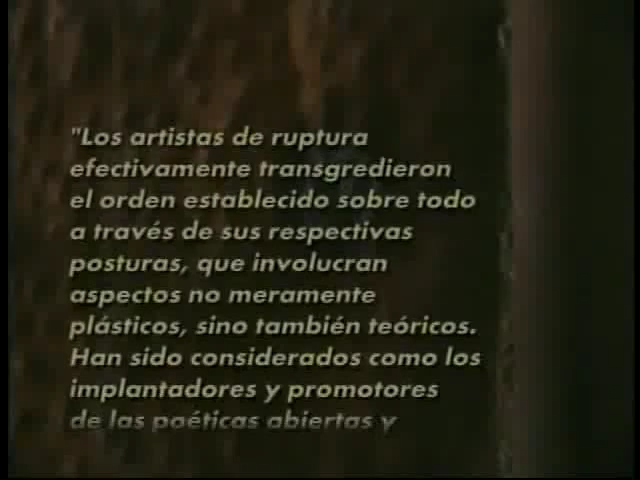 "Los artistas de ruptura
efectivamente transgredieron
el orden establecido sobre todo
a través de sus respectivas
posturas, que involucran
aspectos no meramente
plásticos, sino también teóricos.
Han sido considerados como los
implantadores y promotores
de las poéticas abiertas y